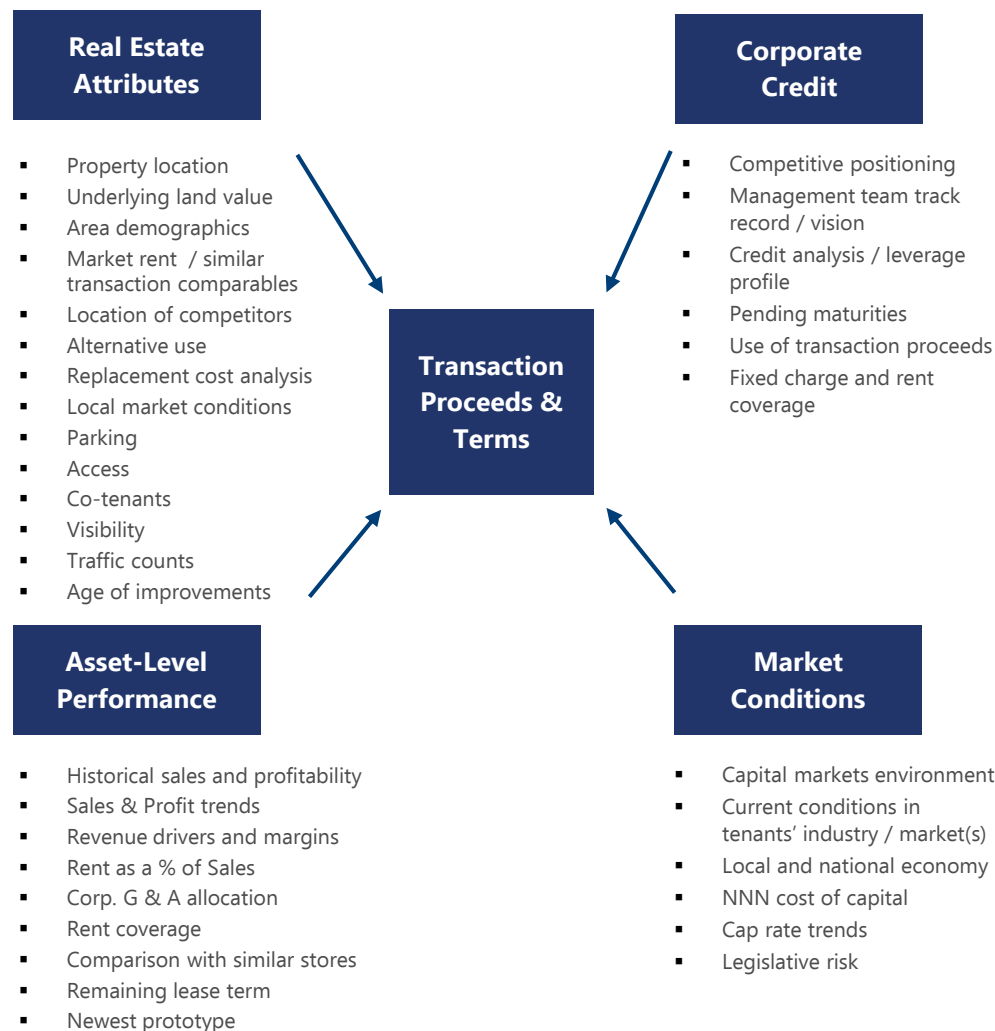 Real Estate
Attributes
Property location
Underlying land value
Area demographics
Market rent / similar
transaction comparables
Location of competitors
Alternative use
Replacement cost analysis
Local market conditions
Parking
Access
Co-tenants
Visibility
Traffic counts
Age of improvements
Corporate
Credit
Competitive positioning
Management team track
record / vision
Credit analysis / leverage
profile
Pending maturities
Use of transaction proceeds
Fixed charge and rent
coverage
Transaction
Proceeds &
Terms
Asset-Level
Performance
Historical sales and profitability
Sales & Profit trends
Revenue drivers and margins
Rent as a % of Sales
Corp. G & A allocation
Rent coverage
Comparison with similar stores
Remaining lease term
Newest prototype
Market
Conditions
Capital markets environment
Current conditions in
tenants’ industry / market(s)
Local and national economy
NNN cost of capital
Cap rate trends
Legislative risk